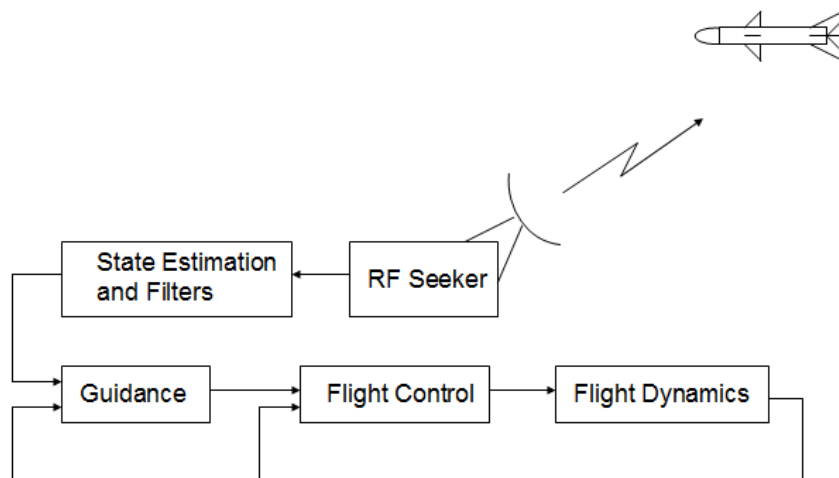 State Estimation
and Filters
RF Seeker
Guidance
Flight Control
Flight Dynamics